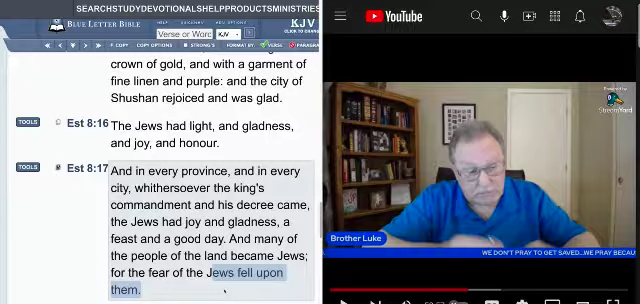 SEARCH STUDY DEVOTIONALS HELP PRODUCTS MINISTRIES
BLUE LETTER BIBLE
Verse or Word
KJV
KJV
COPY
COPY OPTIONS
STRONG'S
FORMAT BY
VERSE
PARAGRA
crown of gold, and with a garment of
fine linen and purple: and the city of
Shushan rejoiced and was glad.
TOOLS
Est 8:16
The Jews had light, and gladness,
and joy, and honour.
TOOLS
Est 8:17
And in every province, and in every
city, whithersoever the king's
commandment and his decree came,
the Jews had joy and gladness, a
feast and a good day. And many of
the people of the land became Jews;
for the fear of the Jews fell upon
them.
YouTube
Powered by
StreamYard
Brother Luke
WE DON'T PRAY TO GET SAVED...WE PRAY BECAU